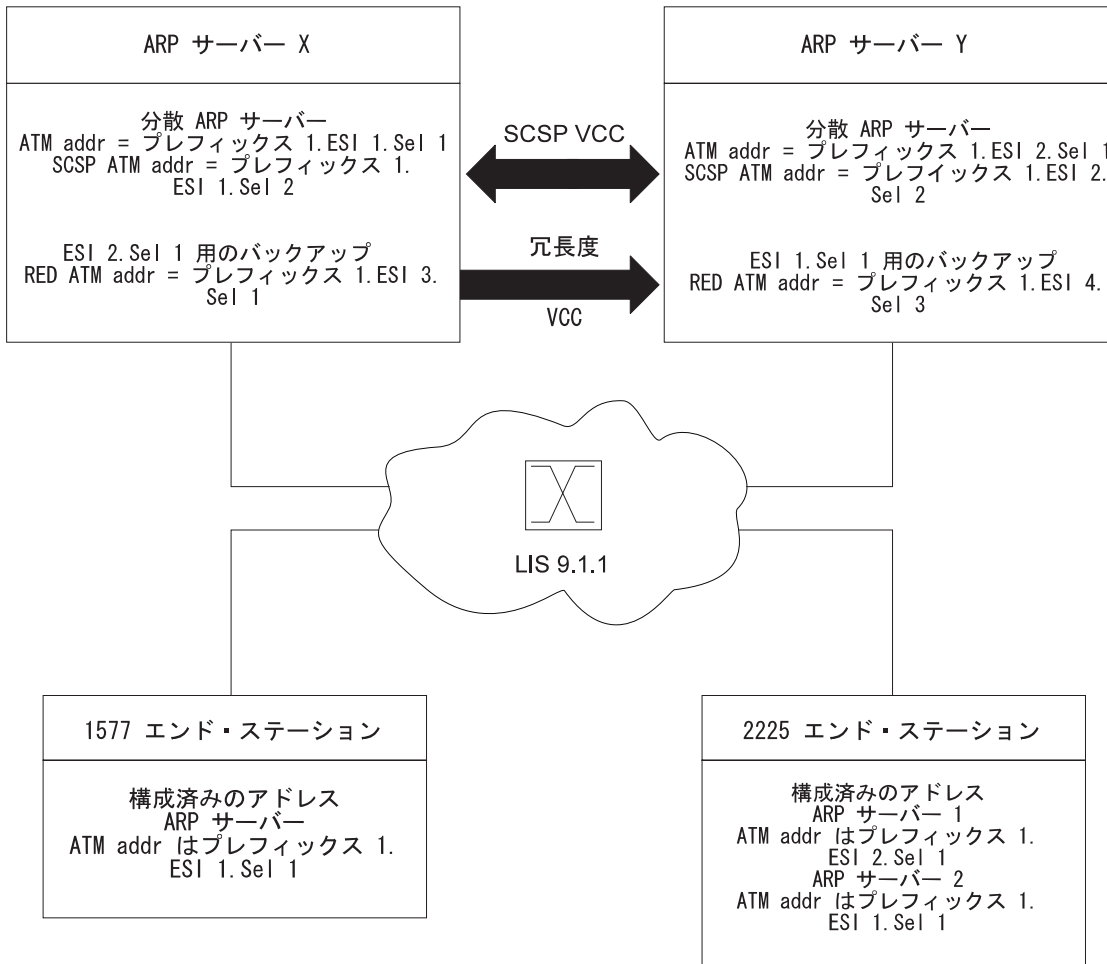 ARP サーバー X
分散 ARP サーバー
ATM addr = プレフィックス 1.ESI 1.Sel 1
SCSP ATM addr = プレフィックス 1.
ESI 1.Sel 2
ESI 2.Sel 1 用のバックアップ
RED ATM addr = プレフィックス 1.ESI 3.
Sel 1
SCSP VCC
冗長度
VCC
ARP サーバー Y
分散 ARP サーバー
ATM addr = プレフィックス 1.ESI 2.Sel 1
SCSP ATM addr = プレフイックス 1.ESI 2.
Sel 2
ESI 1.Sel 1 用のバックアップ
RED ATM addr = プレフィックス 1.ESI 4.
Sel 3
LIS 9.1.1
1577 エンド・ステーション
構成済みのアドレス
ARP サーバー
ATM addr はプレフィックス 1.
ESI 1.Sel 1
2225 エンド・ステーション
構成済みのアドレス
ARP サーバー 1
ATM addr はプレフィックス 1.
ESI 2.Sel 1
ARP サーバー 2
ATM addr はプレフィックス 1.
ESI 1.Sel 1